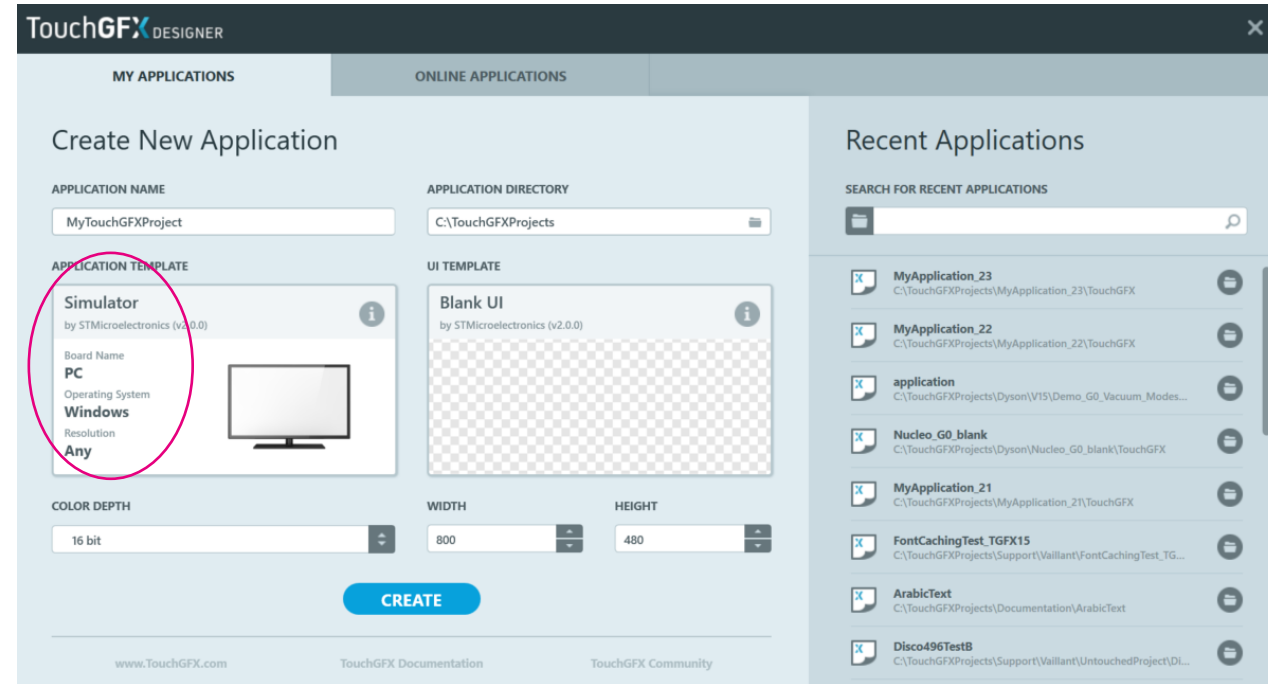 TouchGFX DESIGNER
MY APPLICATIONS
ONLINE APPLICATIONS
Create New Application
APPLICATION NAME
APPLICATION DIRECTORY
MyTouchGFXProject
C:\TouchGFXProjects
APPLICATION TEMPLATE
UI TEMPLATE
Simulator
by STMicroelectronics (v2.0.0)
Board Name
PC
Operating System
Windows
Resolution
Any
Blank UI
by STMicroelectronics (v2.0.0)
COLOR DEPTH
WIDTH
HEIGHT
16 bit
800
480
CREATE
www.TouchGFX.com
TouchGFX Documentation
TouchGFX Community
Recent Applications
SEARCH FOR RECENT APPLICATIONS
MyApplication_23
C:\TouchGFXProjects\MyApplication_23\TouchGFX
MyApplication_22
C:\TouchGFXProjects\MyApplication_22\TouchGFX
application
C:\TouchGFXProjects\Dyson\V15\Demo_G0_Vacuum_Modes...
Nucleo_G0_blank
C:\TouchGFXProjects\Dyson\Nucleo_G0_blank\TouchGFX
MyApplication_21
C:\TouchGFXProjects\MyApplication_21\TouchGFX
FontCachingTest_TGFX15
C:\TouchGFXProjects\Support\Vaillant\FontCachingTest_TG...
ArabicText
C:\TouchGFXProjects\Documentation\ArabicText
Disco496TestB
C:\TouchGFXProjects\Support\Vaillant\UntouchedProject\Di...